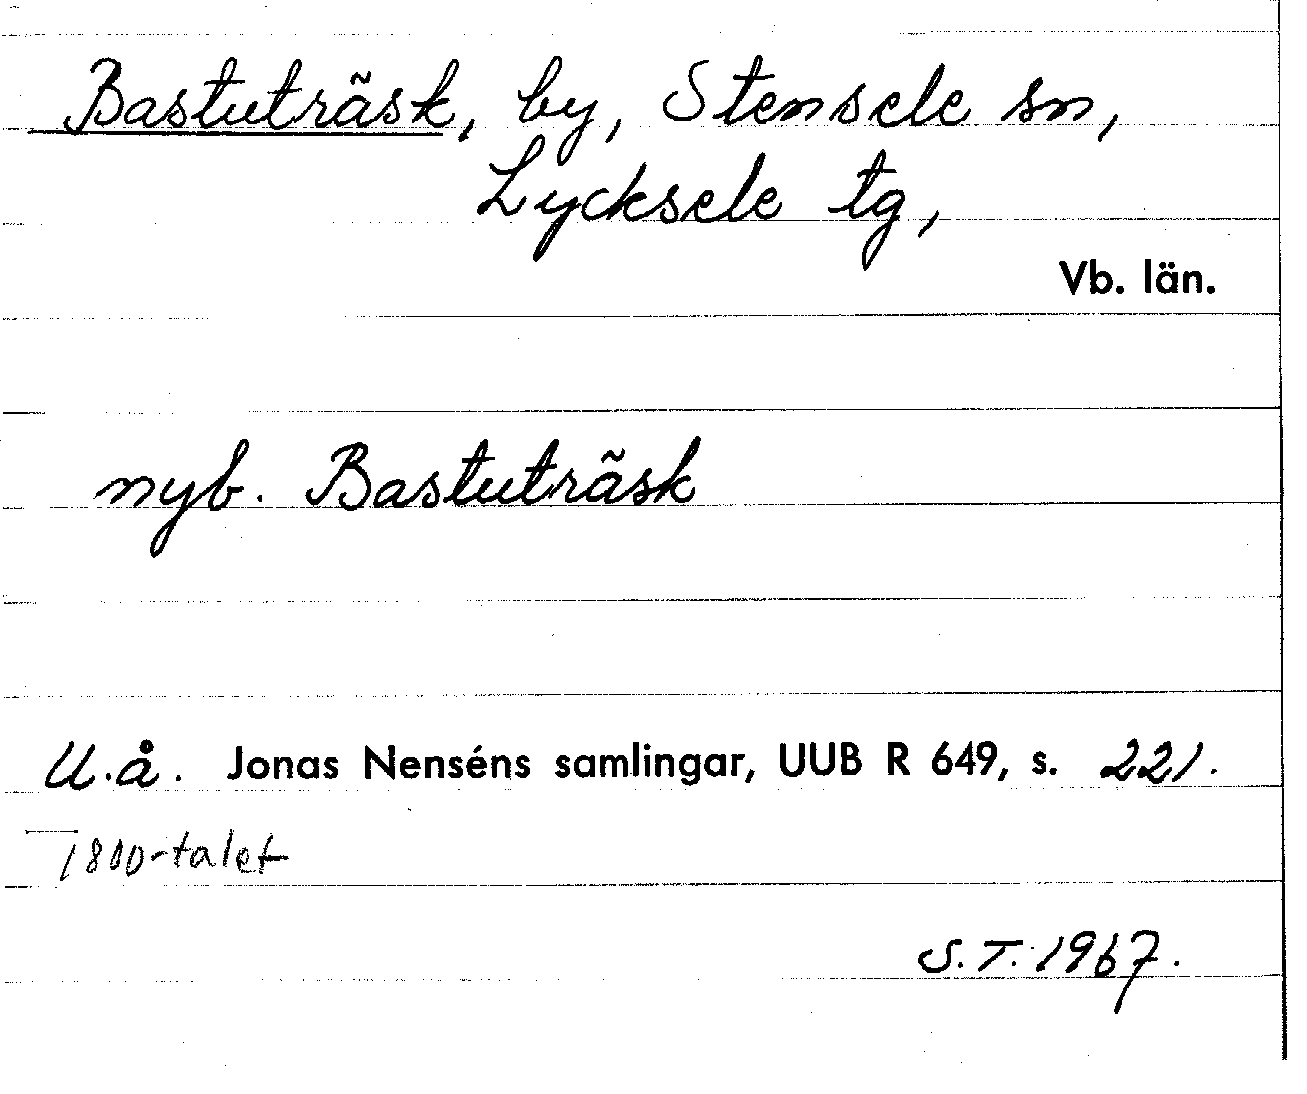 Bastuträsk, by, Stensele sn,
Lycksele tg,
Vb. län.
nyb. Bastuträsk
U.å. Jonas Nenséns samlingar, UUB R 649, s. 221.
1800-talet
S.T. 1967.